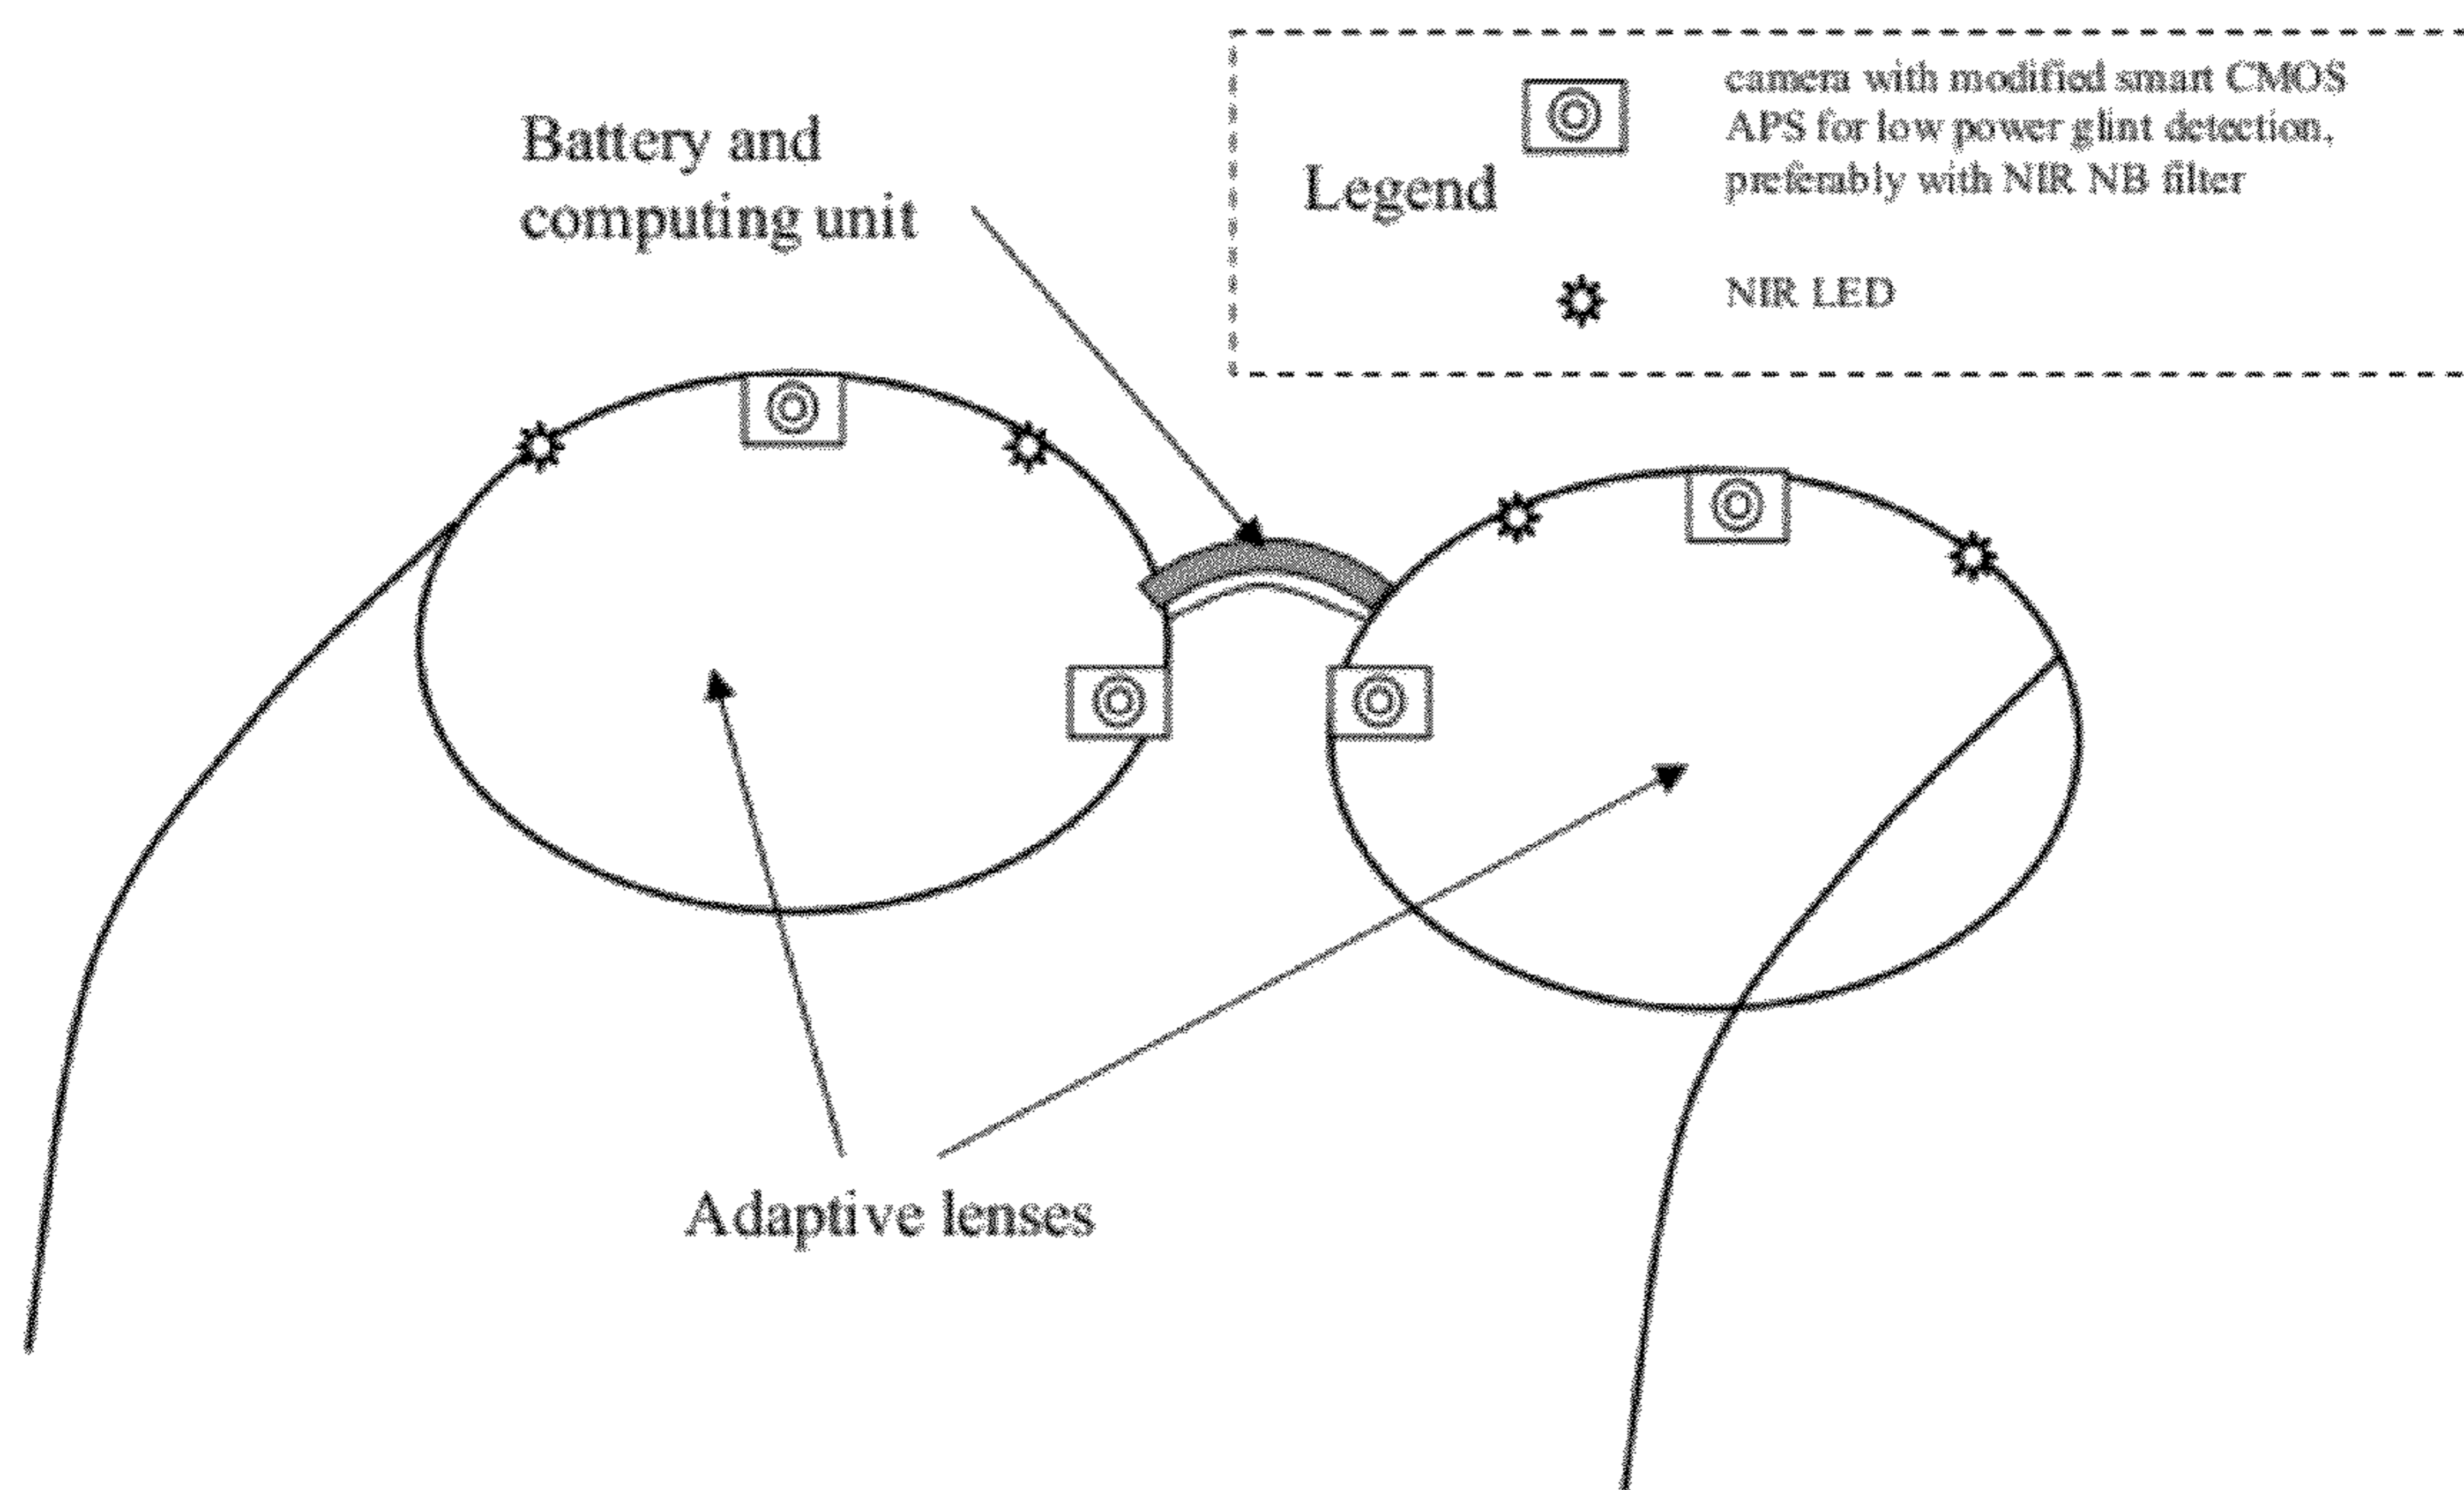 Battery and
computing unit
Legend
camera with modified smart CMOS
APS for low power glint detection,
preferably with NIR NB filter
NIR LED
Adaptive lenses